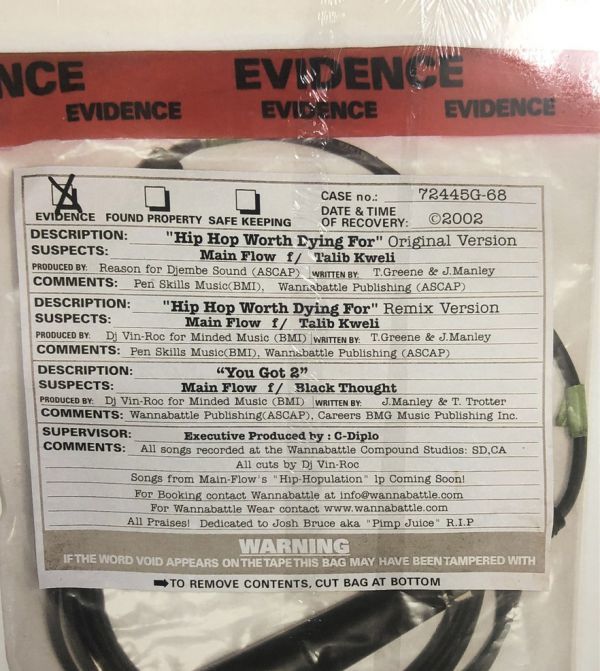 NCE EVIDENCE
EVIDENCE EVIDENCE EVIDENCE
EVIDENCE FOUND PROPERTY SAFE KEEPING
CASE no.: 72445G-68
DATE & TIME OF RECOVERY: ©2002
DESCRIPTION: "Hip Hop Worth Dying For" Original Version
SUSPECTS: Main Flow f/ Talib Kweli
PRODUCED BY: Reason for Djembe Sound (ASCAP) WRITTEN BY: T.Greene & J.Manley
COMMENTS: Pen Skills Music(BMI), Wannabattle Publishing (ASCAP)
DESCRIPTION: "Hip Hop Worth Dying For" Remix Version
SUSPECTS: Main Flow f/ Talib Kweli
PRODUCED BY: Dj Vin-Roc for Minded Music (BMI) WRITTEN BY: T.Greene & J.Manley
COMMENTS: Pen Skills Music(BMI), Wannabattle Publishing (ASCAP)
DESCRIPTION: "You Got 2"
SUSPECTS: Main Flow f/ Black Thought
PRODUCED BY: Dj Vin-Roc for Minded Music (BMI) WRITTEN BY: J.Manley & T. Trotter
COMMENTS: Wannabattle Publishing(ASCAP), Careers BMG Music Publishing Inc.
SUPERVISOR: Executive Produced by : C-Diplo
COMMENTS: All songs recorded at the Wannabattle Compound Studios: SD,CA
All cuts by Dj Vin-Roc
Songs from Main-Flow's "Hip-Hopulation" lp Coming Soon!
For Booking contact Wannabattle at info@wannabattle.com
For Wannabattle Wear contact www.wannabattle.com
All Praises! Dedicated to Josh Bruce aka "Pimp Juice" R.I.P
WARNING
IF THE WORD VOID APPEARS ON THE TAPE THIS BAG MAY HAVE BEEN TAMPERED WITH
➡TO REMOVE CONTENTS, CUT BAG AT BOTTOM